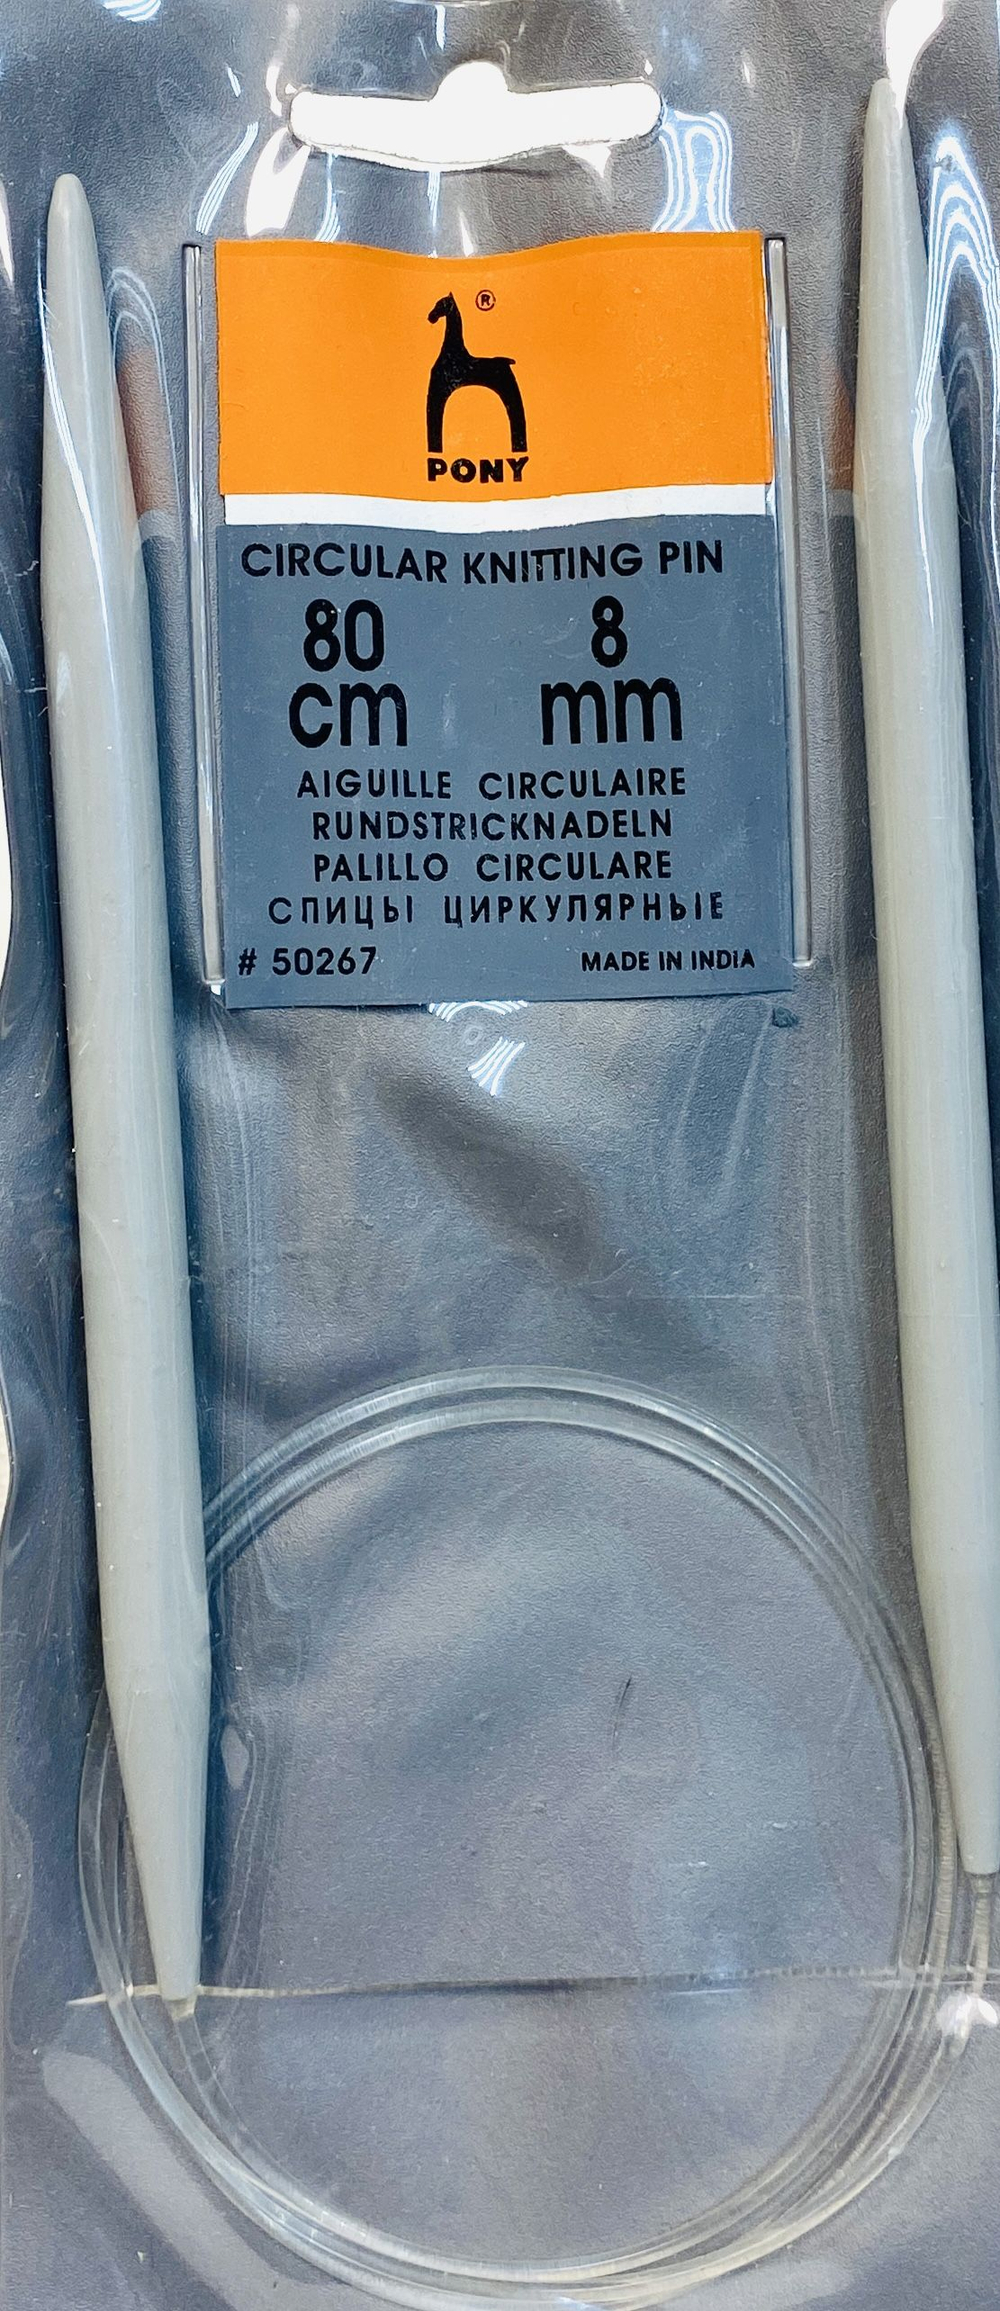 ®
PONY
CIRCULAR KNITTING PIN
80 8
cm mm
AIGUILLE CIRCULAIRE
RUNDSTRICKNADELN
PALILLO CIRCULARE
СПИЦЫ ЦИРКУЛЯРНЫЕ
# 50267 MADE IN INDIA